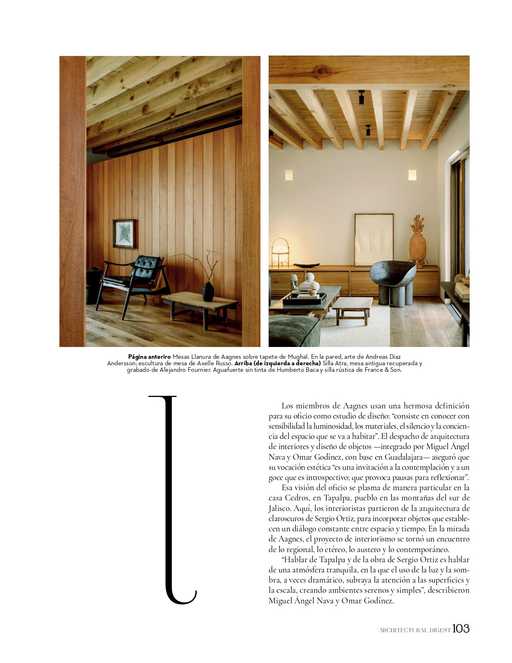 Página anterior Mesas Llanura de Aagnes sobre tapete de Mughal. En la pared, arte de Andreas Diaz
Andersson; escultura de mesa de Axelle Russo. Arriba (de izquierda a derecha) Silla Atra, mesa antigua recuperada y
grabado de Alejandro Fournier. Aguafuerte sin tinta de Humberto Baca y silla rústica de France & Son.
Los miembros de Aagnes usan una hermosa definición
para su oficio como estudio de diseño: “consiste en conocer con
sensibilidad la luminosidad, los materiales, el silencio y la concien-
cia del espacio que se va a habitar”. El despacho de arquitectura
de interiores y diseño de objetos —integrado por Miguel Ángel
Nava y Omar Godínez, con base en Guadalajara— aseguró que
su vocación estética “es una invitación a la contemplación y a un
goce que es introspectivo; que provoca pausas para reflexionar”.
Esa visión del oficio se plasma de manera particular en la
casa Cedros, en Tapalpa, pueblo en las montañas del sur de
Jalisco. Aquí, los interioristas partieron de la arquitectura de
claroscuros de Sergio Ortiz, para incorporar objetos que estable-
cen un diálogo constante entre espacio y tiempo. En la mirada
de Aagnes, el proyecto de interiorismo se tornó un encuentro
de lo regional, lo etéreo, lo austero y lo contemporáneo.
“Hablar de Tapalpa y de la obra de Sergio Ortiz es hablar
de una atmósfera tranquila, en la que el uso de la luz y la som-
bra, a veces dramático, subraya la atención a las superficies y
la escala, creando ambientes serenos y simples”, describieron
Miguel Ángel Nava y Omar Godínez.
ARCHITECTURAL DIGEST 103